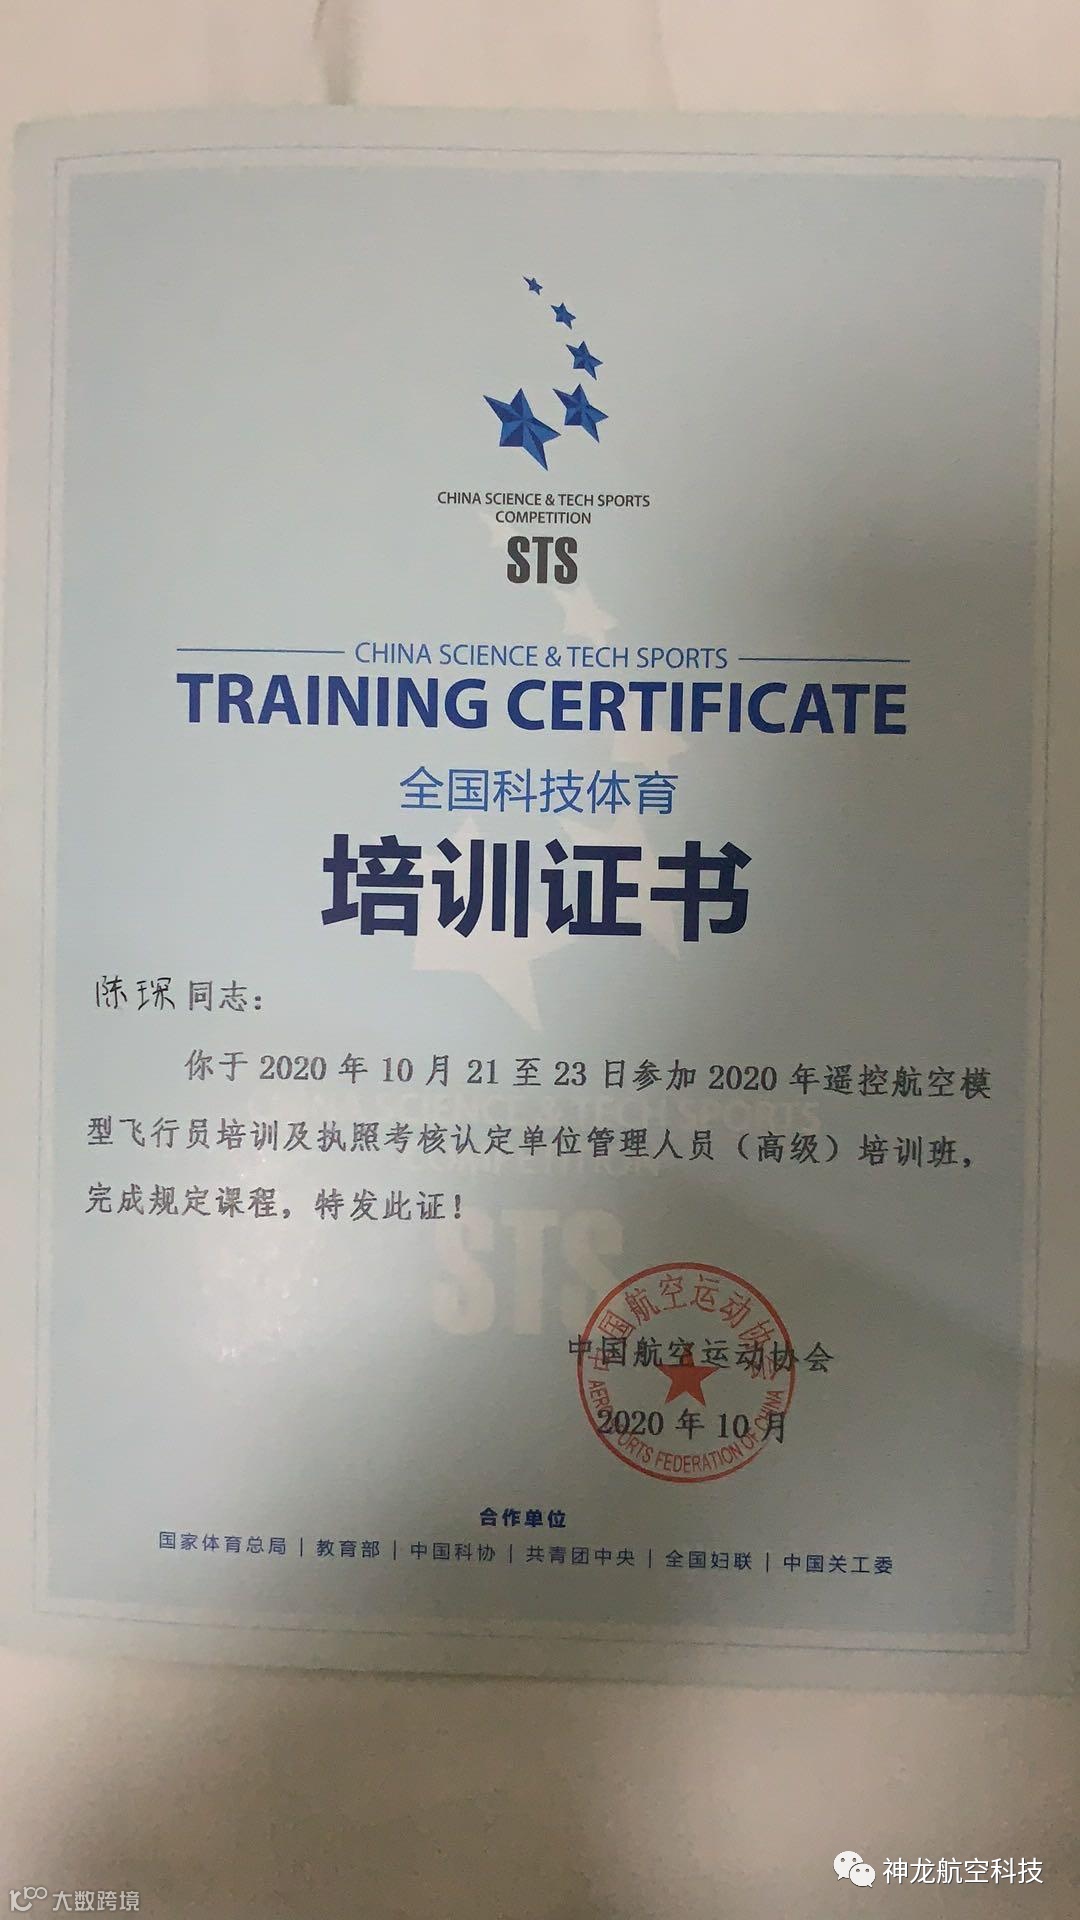 CHINA SCIENCE & TECH SPORTS
COMPETITION
STS
CHINA SCIENCE & TECH SPORTS
TRAINING CERTIFICATE
全国科技体育
培训证书
陈琛同志：
你于 2020 年 10 月 21 至 23 日参加 2020 年遥控航空模
型飞行员培训及执照考核认定单位管理人员（高级）培训班，
完成规定课程，特发此证！
中国航空运动协会
2020 年 10 月
中国航空运动协会
AERO SPORTS FEDERATION OF CHINA
合作单位
国家体育总局 | 教育部 | 中国科协 | 共青团中央 | 全国妇联 | 中国关工委
神龙航空科技
大数跨境